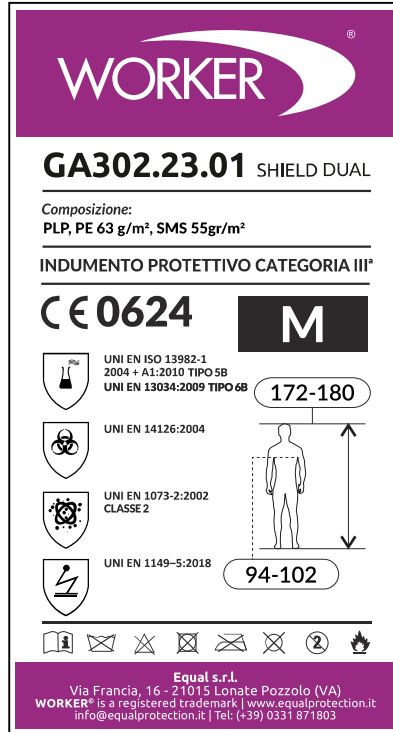 WORKER®
GA302.23.01 SHIELD DUAL
Composizione:
PLP, PE 63 g/m², SMS 55gr/m²
INDUMENTO PROTETTIVO CATEGORIA IIIª
CE 0624
M
UNI EN ISO 13982-1
2004 + A1:2010 TIPO 5B
UNI EN 13034:2009 TIPO 6B
172-180
UNI EN 14126:2004
UNI EN 1073-2:2002
CLASSE 2
UNI EN 1149–5:2018
94-102
i
2
Equal s.r.l.
Via Francia, 16 - 21015 Lonate Pozzolo (VA)
WORKER® is a registered trademark | www.equalprotection.it
info@equalprotection.it | Tel: (+39) 0331 871803